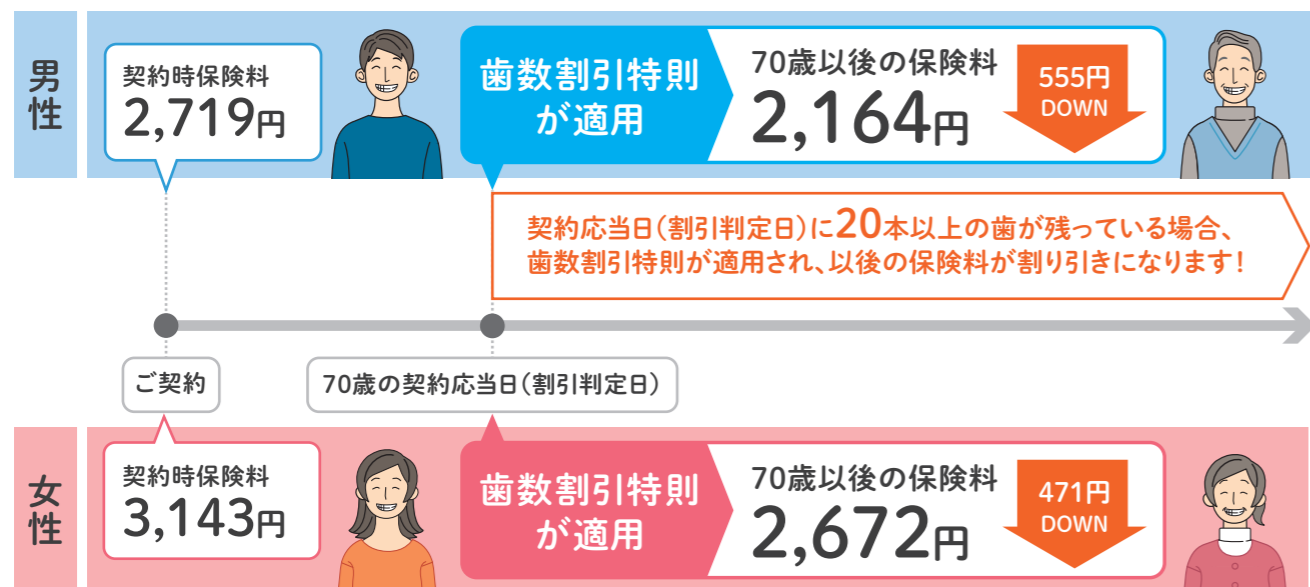 男性
契約時保険料
2,719円
歯数割引特則
が適用
70歳以後の保険料
2,164円
555円
DOWN
契約応当日(割引判定日)に20本以上の歯が残っている場合、
歯数割引特則が適用され、以後の保険料が割り引きになります!
ご契約
70歳の契約応当日(割引判定日)
女性
契約時保険料
3,143円
歯数割引特則
が適用
70歳以後の保険料
2,672円
471円
DOWN